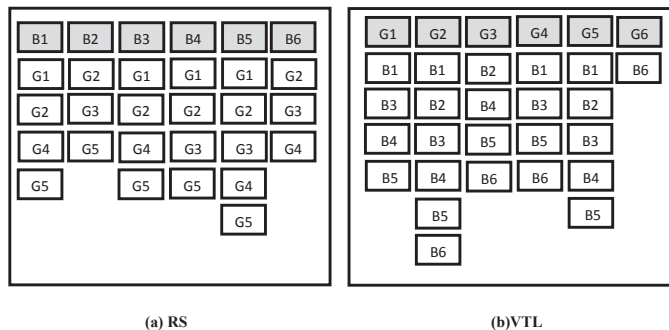 B1 B2 B3 B4 B5 B6
G1 G2 G1 G1 G1 G2
G2 G3 G2 G2 G2 G3
G4 G5 G4 G3 G3 G4
G5 G5 G5 G4
G5
(a) RS
G1 G2 G3 G4 G5 G6
B1 B1 B2 B1 B1 B6
B3 B2 B4 B3 B2
B4 B3 B5 B5 B3
B5 B4 B6 B6 B4
B5 B5
B6
(b)VTL